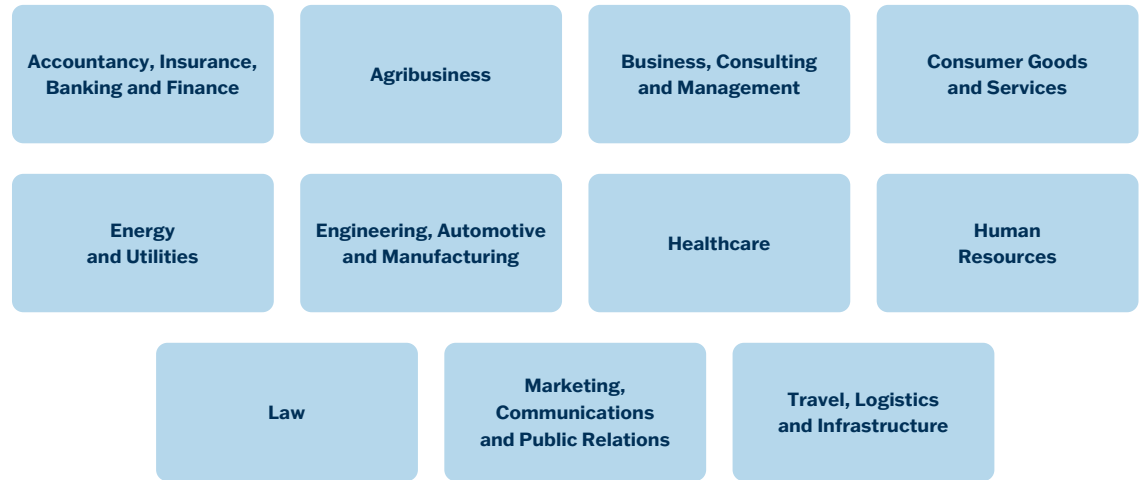 Accountancy, Insurance,
Banking and Finance
Agribusiness
Business, Consulting
and Management
Consumer Goods
and Services
Energy
and Utilities
Engineering, Automotive
and Manufacturing
Healthcare
Human
Resources
Law
Marketing,
Communications
and Public Relations
Travel, Logistics
and Infrastructure